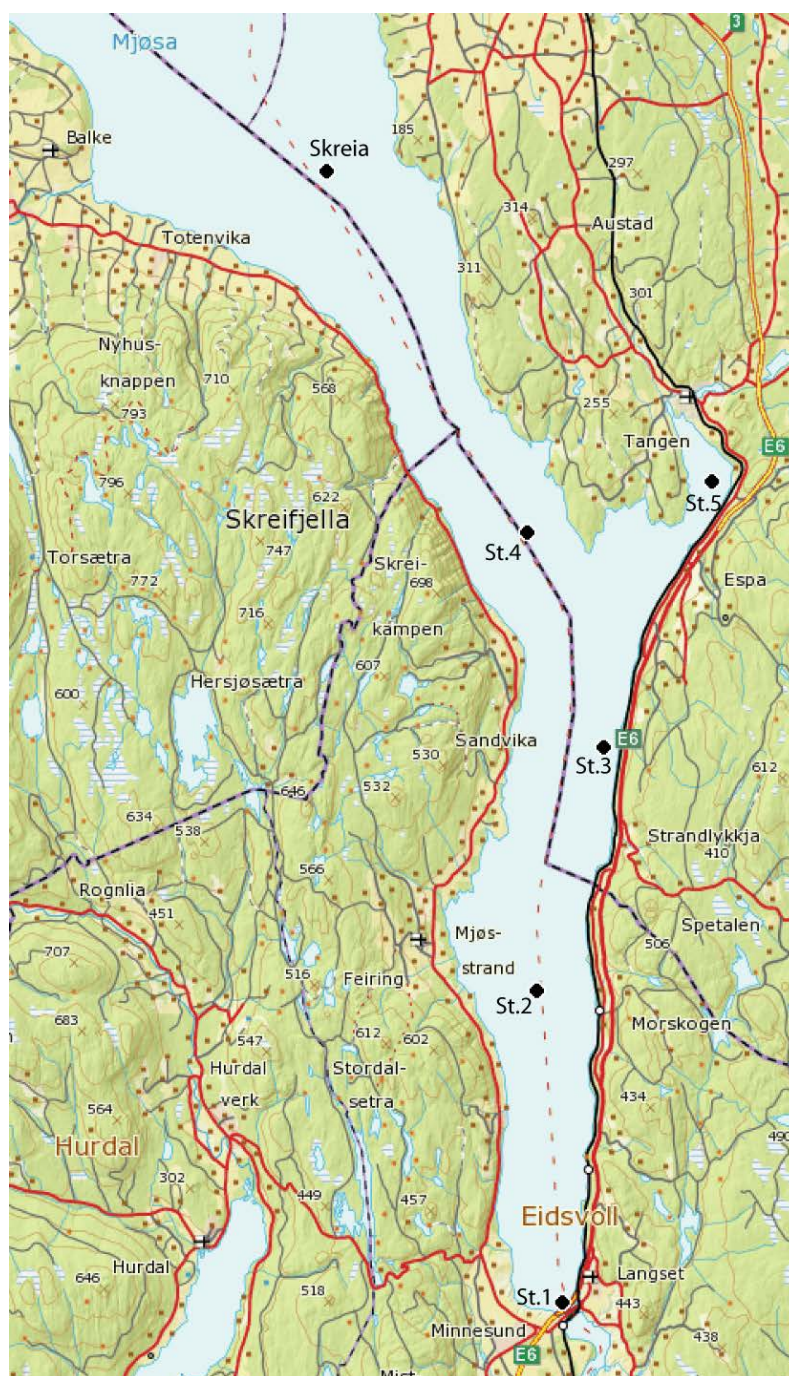 3
Mjøsa
185
Balke
Skreia
297
314
Austad
Totenvika
311
301
Nyhus-
knappen
710
568
793
255
Tangen
E6
796
622
St.5
Skreifjella
747
St.4
Torsætra
Skrei-
772
698
Espa
716
kampen
607
Hersjøsætra
600
Sandvika
E6
530
St.3
612
646
532
634
538
Strandlykkja
410
566
Rognlia
451
Spetalen
Mjøs-
strand
506
707
516
Feiring
St.2
683
Morskogen
547
612
602
Hurdal
verk
Stordal-
setra
434
564
490
Hurdal
302
449
457
Eidsvoll
Hurdal
Langset
646
518
St.1
443
Minnesund
438
E6